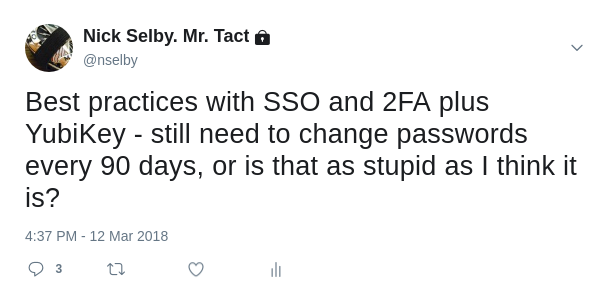 Nick Selby. Mr. Tact
@nselby
Best practices with SSO and 2FA plus
YubiKey - still need to change passwords
every 90 days, or is that as stupid as I think it
is?
4:37 PM - 12 Mar 2018
3